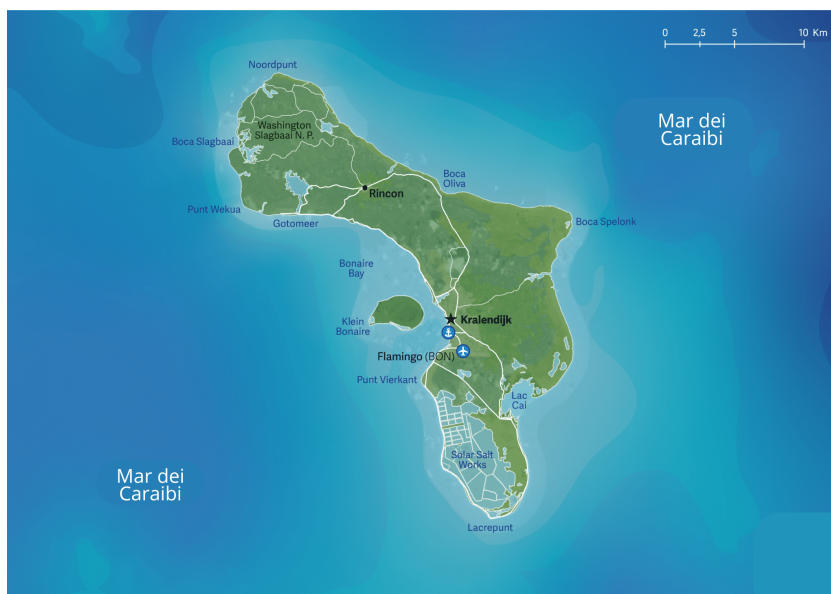 0 2,5 5 10 Km
Noordpunt
Mar dei
Caraibi
Washington
Slagbaai N. P.
Boca Slagbaai
Boca
Oliva
Rincon
Punt Wekua
Gotomeer
Boca Spelonk
Bonaire
Bay
Klein
Bonaire
Kralendijk
Flamingo (BON)
Punt Vierkant
Lac
Cai
Solar Salt
Works
Mar dei
Caraibi
Lacrepunt